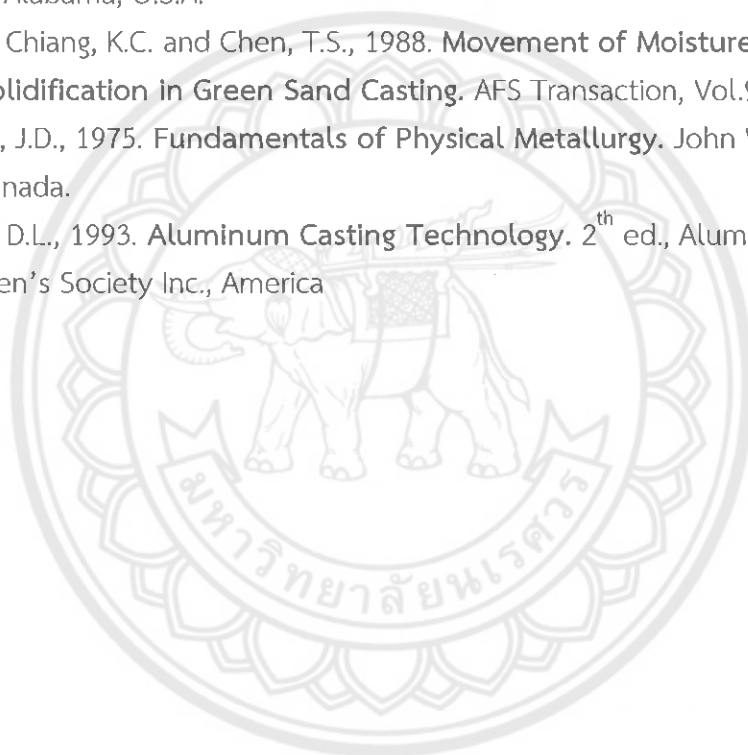 Alabama, U.S.A.
Chiang, K.C. and Chen, T.S., 1988. Movement of Moisture
olidification in Green Sand Casting. AFS Transaction, Vol.9
, J.D., 1975. Fundamentals of Physical Metallurgy. John
nada.
D.L., 1993. Aluminum Casting Technology. 2th ed., Alum
en's Society Inc., America
มหาวิทยาลัยนเรศวร